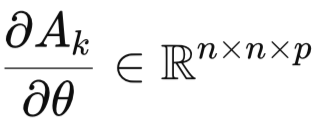 ∂A_k/∂θ ∈ ℝ^{n×n×p}